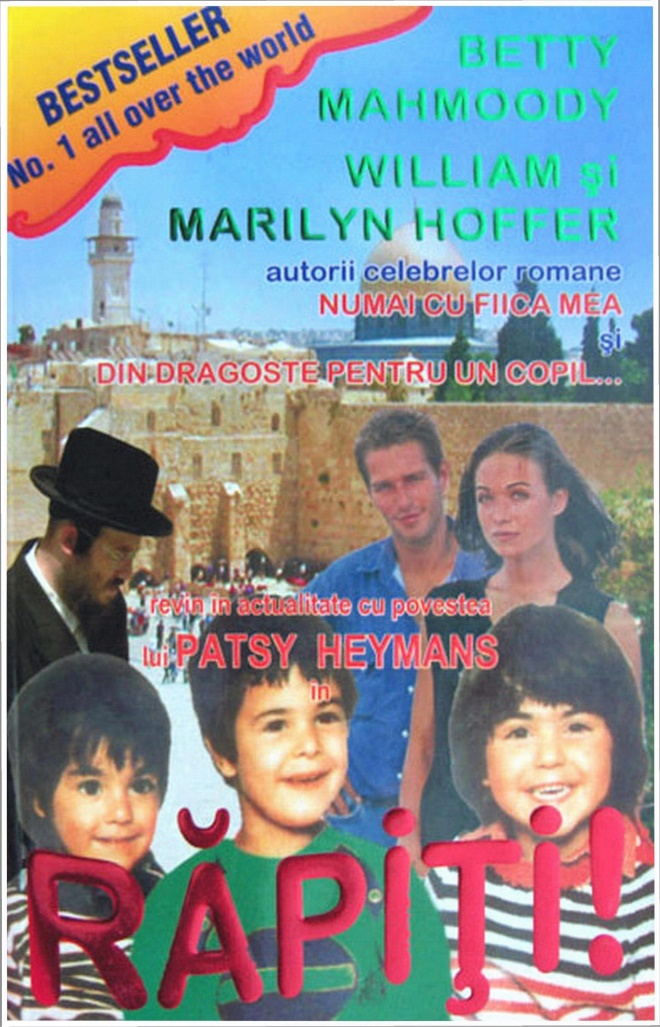 BESTSELLER
No. 1 all over the world
BETTY
MAHMOODY
WILLIAM şi
MARILYN HOFFER
autorii celebrelor romane
NUMAI CU FIICA MEA
şi
DIN DRAGOSTE PENTRU UN COPIL...
revin în actualitate cu povestea
lui PATSY HEYMANS
în
RĂPIŢI!